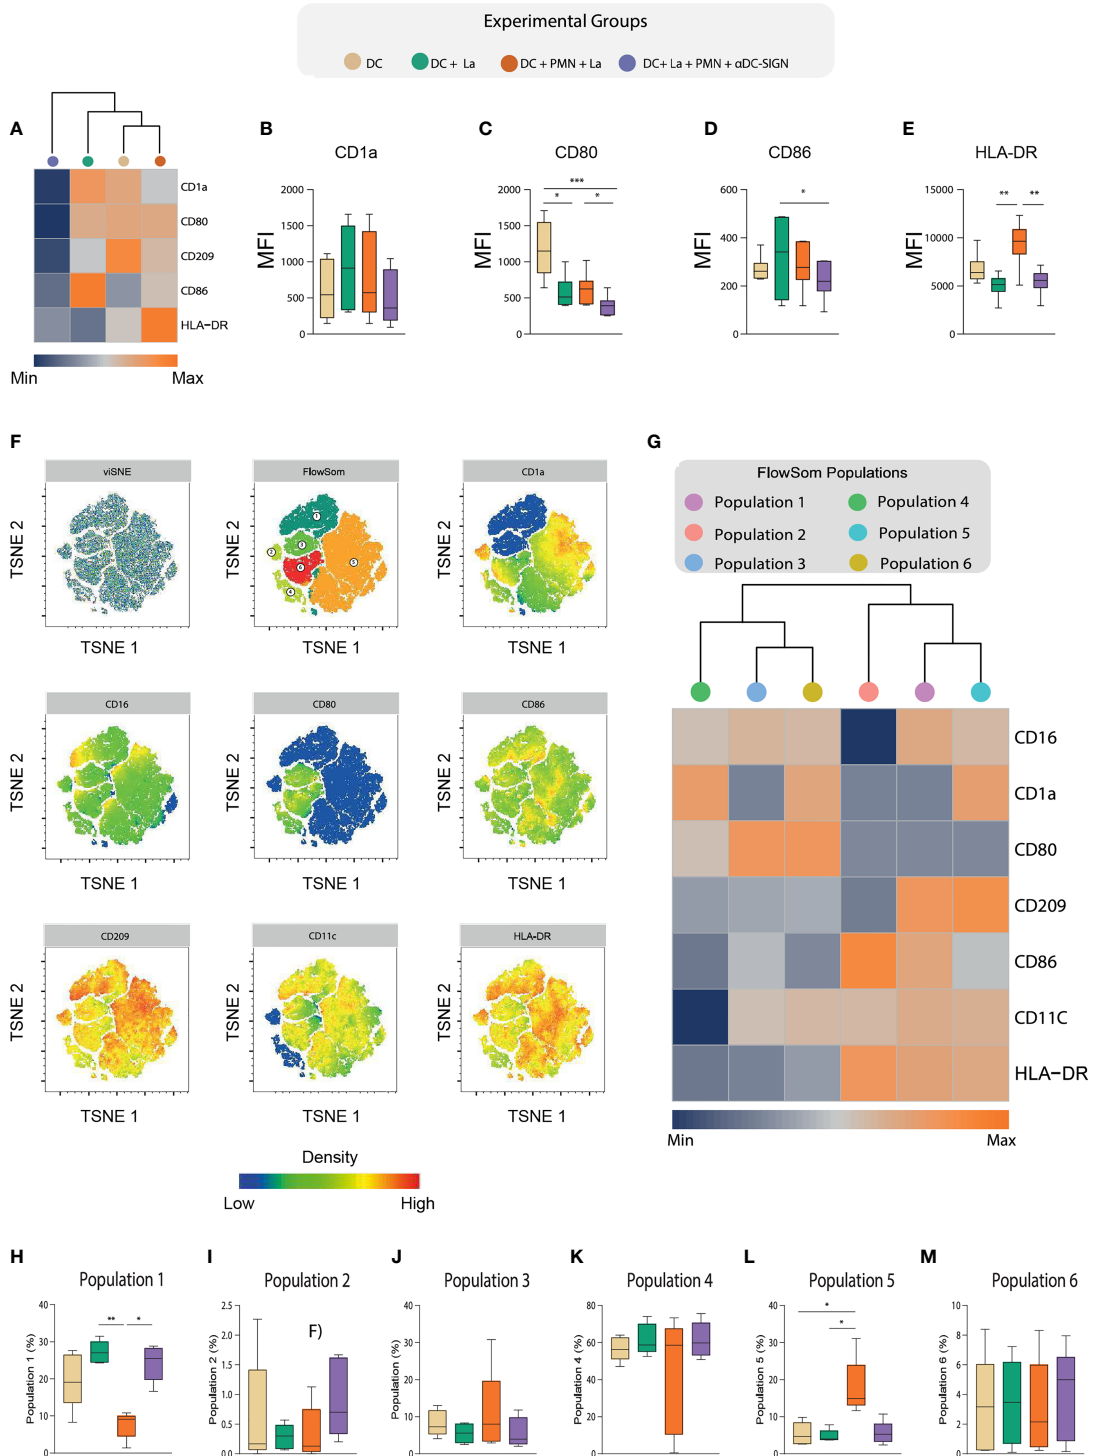 Experimental Groups
DC
DC + La
DC + PMN + La
DC+ La + PMN + αDC-SIGN
A
CD1a
CD80
CD209
CD86
HLA−DR
Min
Max
B
CD1a
MFI
2000
1500
1000
500
0
C
CD80
MFI
2000
1500
1000
500
0
***
*
*
D
CD86
MFI
600
400
200
0
*
E
HLA-DR
MFI
15000
10000
5000
0
**
**
F
viSNE
TSNE 2
TSNE 1
FlowSom
TSNE 2
TSNE 1
1
2
3
6
5
4
CD1a
TSNE 2
TSNE 1
CD16
TSNE 2
TSNE 1
CD80
TSNE 2
TSNE 1
CD86
TSNE 2
TSNE 1
CD209
TSNE 2
TSNE 1
CD11c
TSNE 2
TSNE 1
HLA-DR
TSNE 2
TSNE 1
Density
Low
High
G
FlowSom Populations
Population 1
Population 4
Population 2
Population 5
Population 3
Population 6
CD16
CD1a
CD80
CD209
CD86
CD11C
HLA−DR
Min
Max
H
Population 1
Population 1 (%)
40
30
20
10
0
**
*
I
Population 2
Population 2 (%)
2.5
2.0
1.5
1.0
0.5
0.0
F)
J
Population 3
Population (%)
40
30
20
10
0
K
Population 4
Population 4 (%)
80
60
40
20
0
L
Population 5
Population 5 (%)
40
30
20
10
0
*
*
M
Population 6
Population 6 (%)
10
8
6
4
2
0